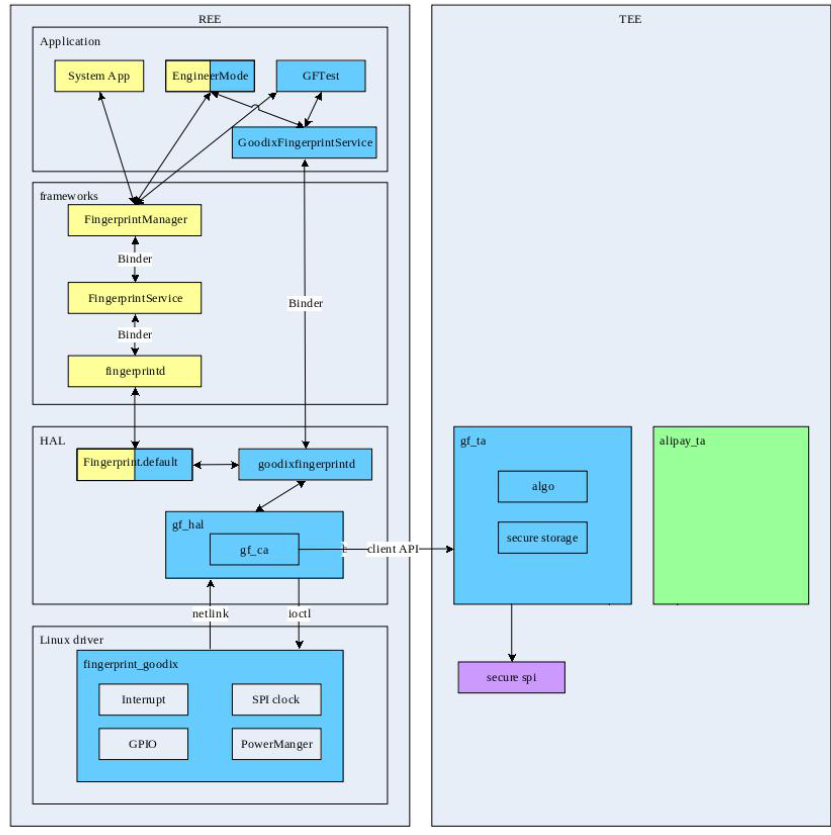 REE
TEE
Application
System App
EngineerMode
GFTest
GoodixFingerprintService
frameworks
FingerprintManager
Binder
FingerprintService
Binder
Binder
fingerprintd
HAL
Fingerprint.default
goodixfingerprintd
gf_hal
gf_ca
client API
gf_ta
algo
secure storage
alipay_ta
netlink
ioctl
Linux driver
fingerprint_goodix
Interrupt
SPI clock
GPIO
PowerManger
secure spi